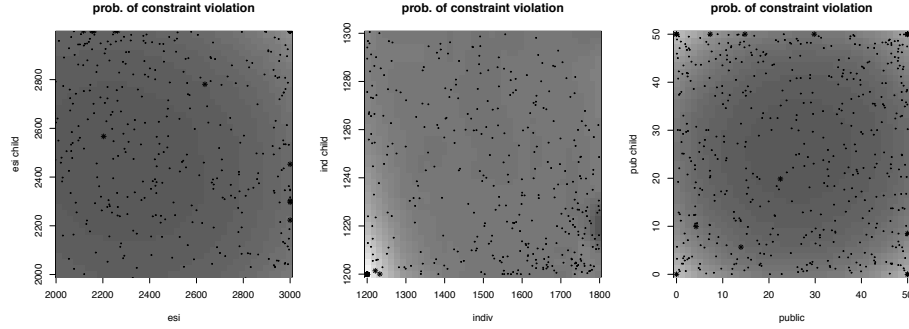 prob. of constraint violation
esi child
2000 2200 2400 2600 2800
2000 2200 2400 2600 2800 3000
esi
prob. of constraint violation
ind child
1200 1220 1240 1260 1280 1300
1200 1300 1400 1500 1600 1700 1800
indiv
prob. of constraint violation
pub child
0 10 20 30 40 50
0 10 20 30 40 50
public